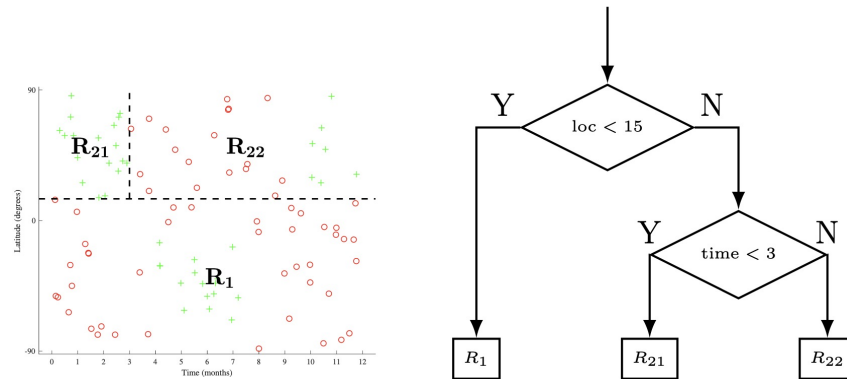 90
R21
R22
0
Latitude (degrees)
R1
-90
0 1 2 3 4 5 6 7 8 9 10 11 12
Time (months)
Y
N
loc < 15
Y
N
time < 3
R1
R21
R22